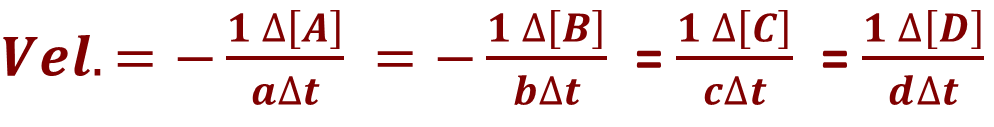 Vel. = − 1 Δ[A] / aΔt = − 1 Δ[B] / bΔt = 1 Δ[C] / cΔt = 1 Δ[D] / dΔt